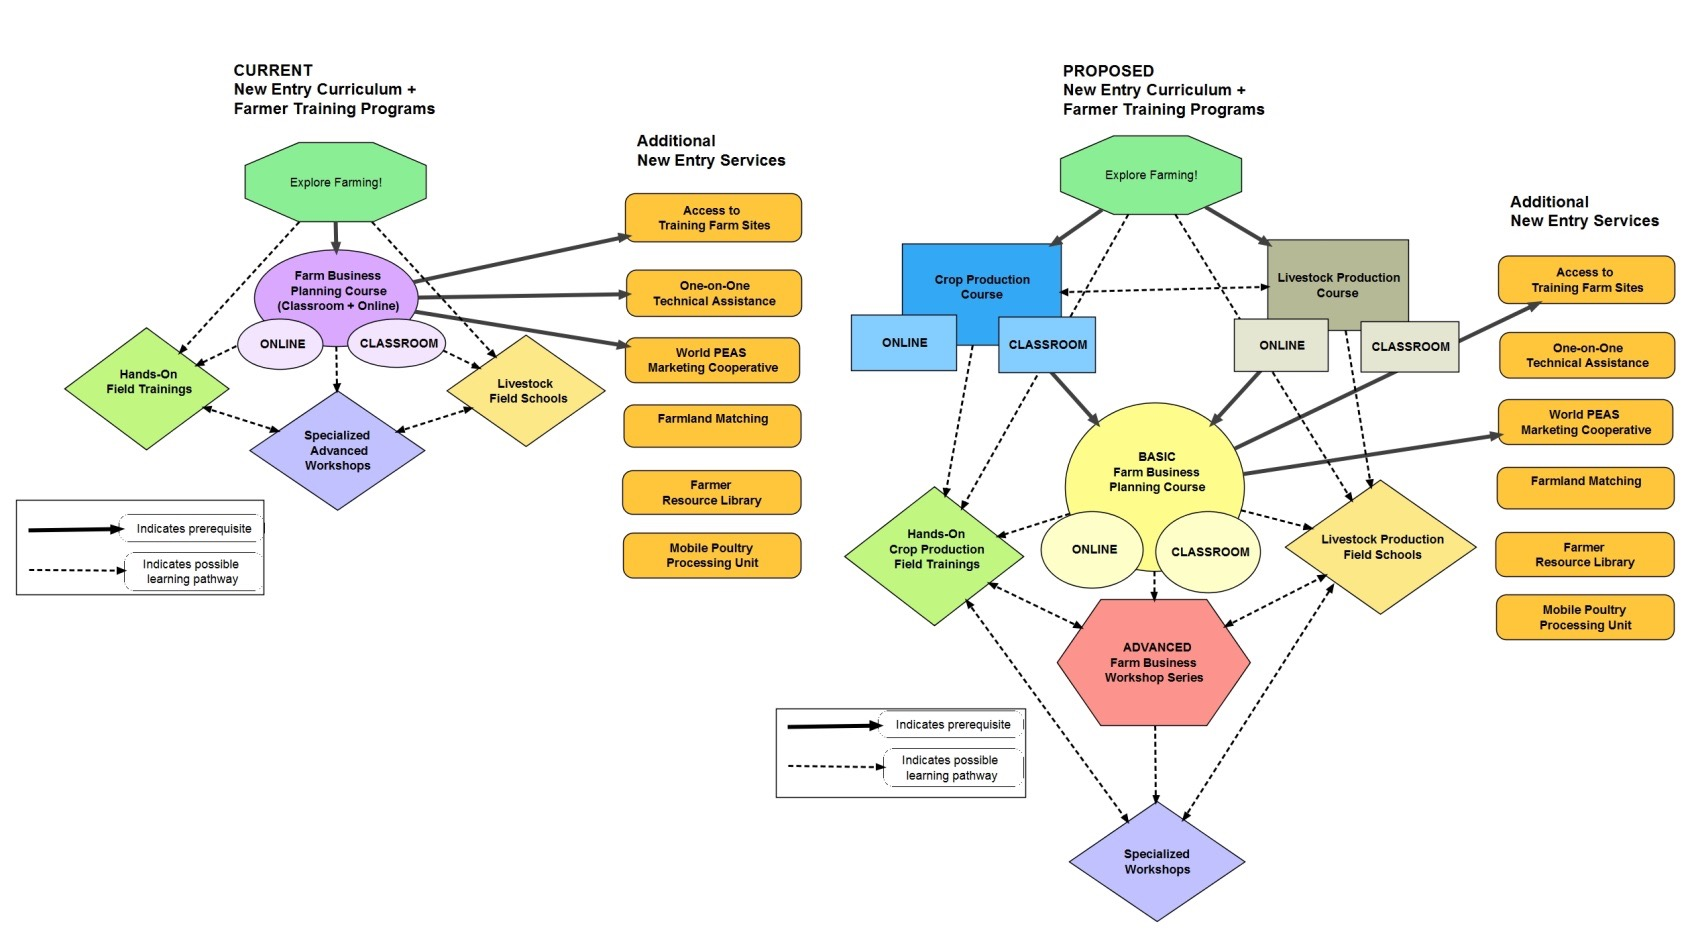 CURRENT
New Entry Curriculum +
Farmer Training Programs
Additional
New Entry Services
Explore Farming!
Access to
Training Farm Sites
Farm Business
Planning Course
(Classroom + Online)
One-on-One
Technical Assistance
ONLINE
CLASSROOM
World PEAS
Marketing Cooperative
Hands-On
Field Trainings
Livestock
Field Schools
Farmland Matching
Specialized
Advanced
Workshops
Farmer
Resource Library
Mobile Poultry
Processing Unit
Indicates prerequisite
Indicates possible
learning pathway
PROPOSED
New Entry Curriculum +
Farmer Training Programs
Explore Farming!
Additional
New Entry Services
Crop Production
Course
Livestock Production
Course
Access to
Training Farm Sites
ONLINE
CLASSROOM
ONLINE
CLASSROOM
One-on-One
Technical Assistance
World PEAS
Marketing Cooperative
BASIC
Farm Business
Planning Course
Farmland Matching
ONLINE
CLASSROOM
Hands-On
Crop Production
Field Trainings
Livestock Production
Field Schools
Farmer
Resource Library
Mobile Poultry
Processing Unit
ADVANCED
Farm Business
Workshop Series
Indicates prerequisite
Indicates possible
learning pathway
Specialized
Workshops